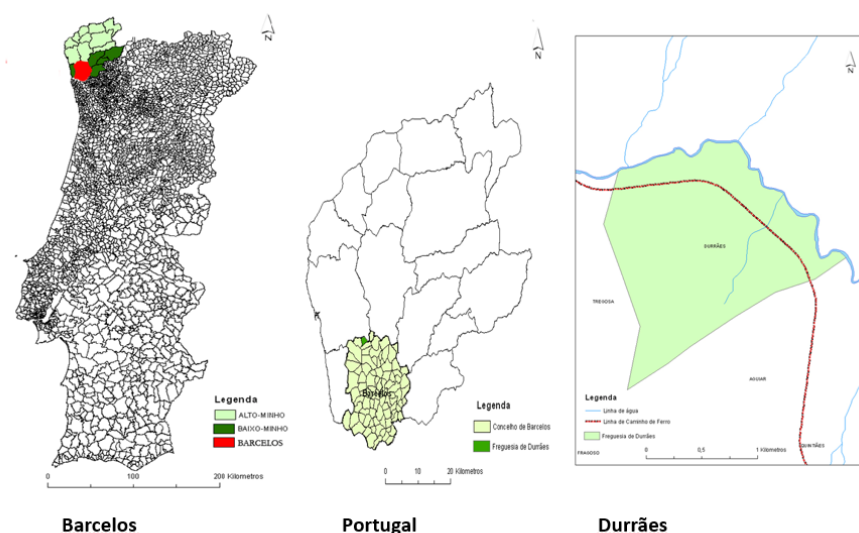 N
Legenda
ALTO-MINHO
BAIXO-MINHO
BARCELOS
0 50 100 200 Kilometros
Barcelos
N
Barcelos
Legenda
Concelho de Barcelos
Freguesia de Durrães
0 10 20 Kilometros
Portugal
N
DURRÃES
TREGOSA
AGUIAR
Legenda
Linha de água
Linha de Caminho de Ferro
Freguesia de Durrães
0 0,5 1 Kilometros
QUINTIÃES
FRAGOSO
Durrães